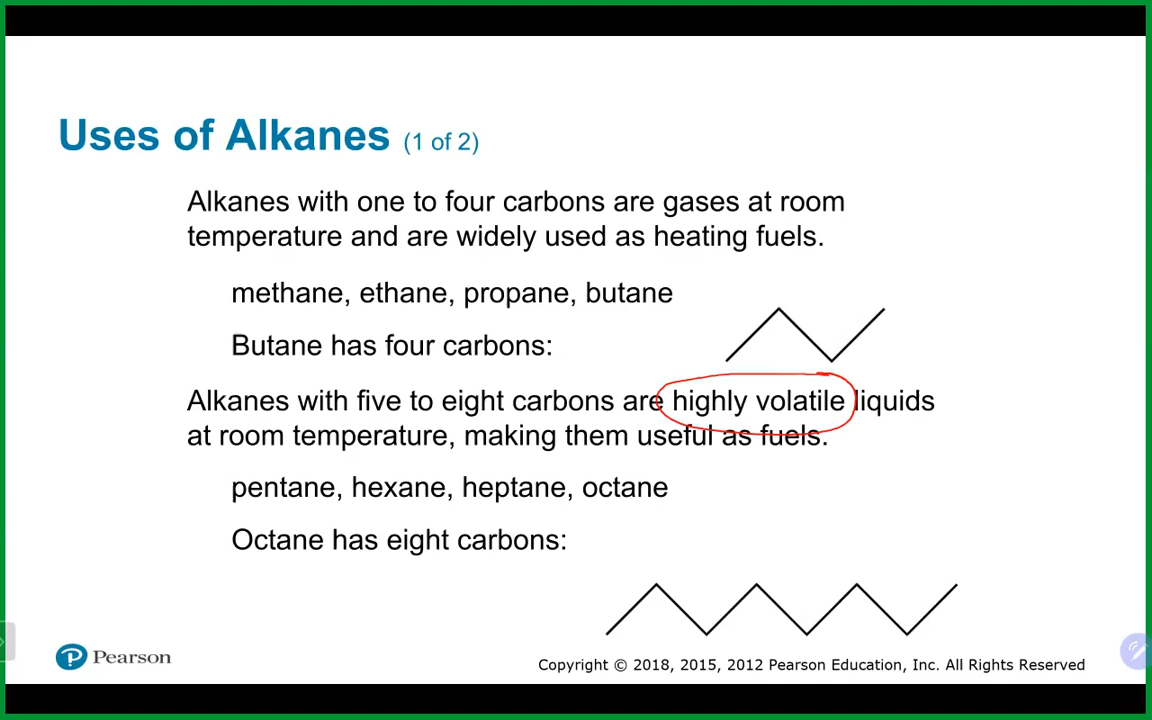 Uses of Alkanes (1 of 2)
Alkanes with one to four carbons are gases at room
temperature and are widely used as heating fuels.
methane, ethane, propane, butane
Butane has four carbons:
Alkanes with five to eight carbons are highly volatile liquids
at room temperature, making them useful as fuels.
pentane, hexane, heptane, octane
Octane has eight carbons:
P Pearson
Copyright © 2018, 2015, 2012 Pearson Education, Inc. All Rights Reserved